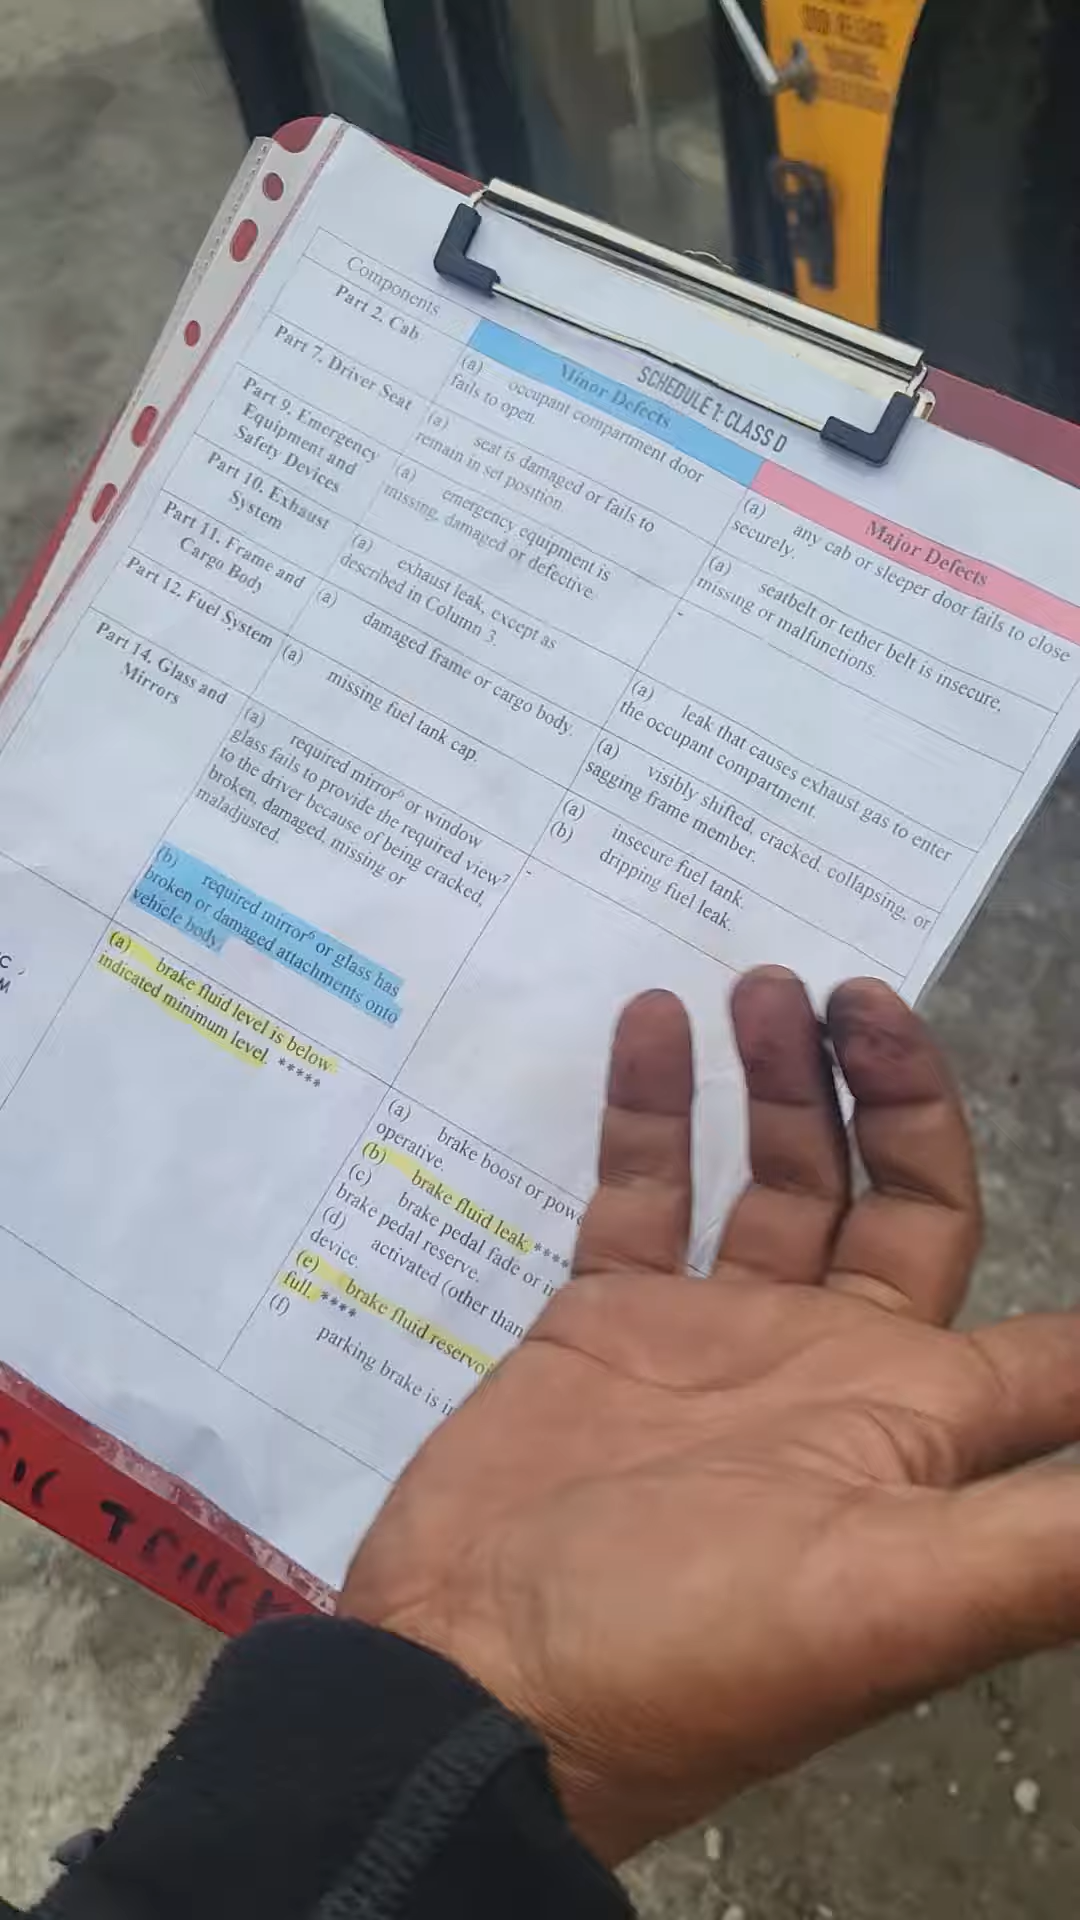 SCHEDULE 1: CLASS D
Components
Minor Defects
Major Defects
Part 2. Cab
(a) occupant compartment door
fails to open.
(a) any cab or sleeper door fails to close
securely.
Part 7. Driver Seat
(a) seat is damaged or fails to
remain in set position.
(a) seatbelt or tether belt is insecure,
missing or malfunctions.
Part 9. Emergency
Equipment and
Safety Devices
(a) emergency equipment is
missing, damaged or defective.
-
Part 10. Exhaust
System
(a) exhaust leak, except as
described in Column 3.
(a) leak that causes exhaust gas to enter
the occupant compartment.
Part 11. Frame and
Cargo Body
(a) damaged frame or cargo body.
(a) visibly shifted, cracked, collapsing, or
sagging frame member.
Part 12. Fuel System
(a) missing fuel tank cap.
(a) insecure fuel tank.
(b) dripping fuel leak.
Part 14. Glass and
Mirrors
(a) required mirror⁶ or window
glass fails to provide the required view⁷
to the driver because of being cracked,
broken, damaged, missing or
maladjusted.
-
(b) required mirror⁶ or glass has
broken or damaged attachments onto
vehicle body.
(a) brake fluid level is below
indicated minimum level. *****
(a) brake boost or
operative.
(b) brake fluid leak. ****
(c) brake pedal fade or
brake pedal reserve.
(d) activated (other than
device.
(e) brake fluid
full. ****
(f) parking brake is